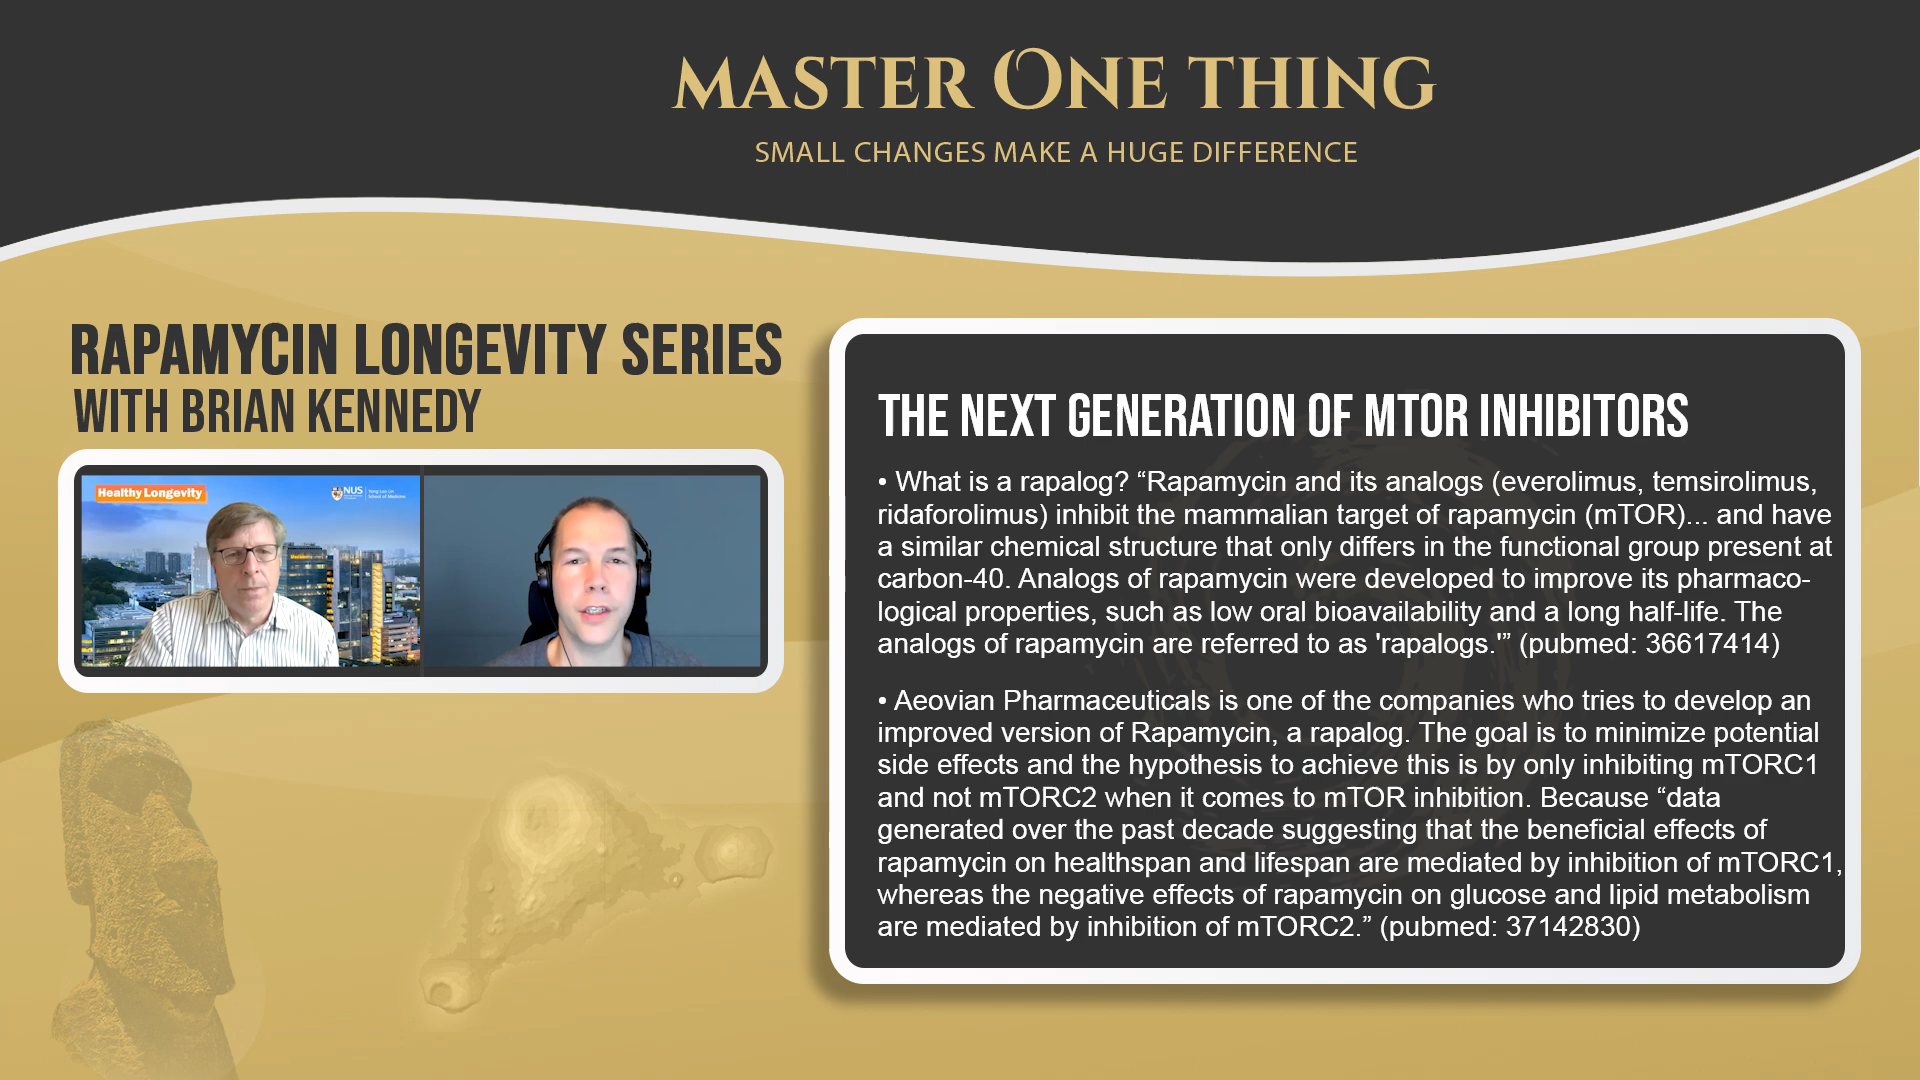 MASTER ONE THING
SMALL CHANGES MAKE A HUGE DIFFERENCE
RAPAMYCIN LONGEVITY SERIES
WITH BRIAN KENNEDY
Healthy Longevity
NUS
Yong Loo Lin
School of Medicine
THE NEXT GENERATION OF MTOR INHIBITORS
• What is a rapalog? “Rapamycin and its analogs (everolimus, temsirolimus,
ridaforolimus) inhibit the mammalian target of rapamycin (mTOR)... and have
a similar chemical structure that only differs in the functional group present at
carbon-40. Analogs of rapamycin were developed to improve its pharmaco-
logical properties, such as low oral bioavailability and a long half-life. The
analogs of rapamycin are referred to as 'rapalogs.'” (pubmed: 36617414)
• Aeovian Pharmaceuticals is one of the companies who tries to develop an
improved version of Rapamycin, a rapalog. The goal is to minimize potential
side effects and the hypothesis to achieve this is by only inhibiting mTORC1
and not mTORC2 when it comes to mTOR inhibition. Because “data
generated over the past decade suggesting that the beneficial effects of
rapamycin on healthspan and lifespan are mediated by inhibition of mTORC1,
whereas the negative effects of rapamycin on glucose and lipid metabolism
are mediated by inhibition of mTORC2.” (pubmed: 37142830)